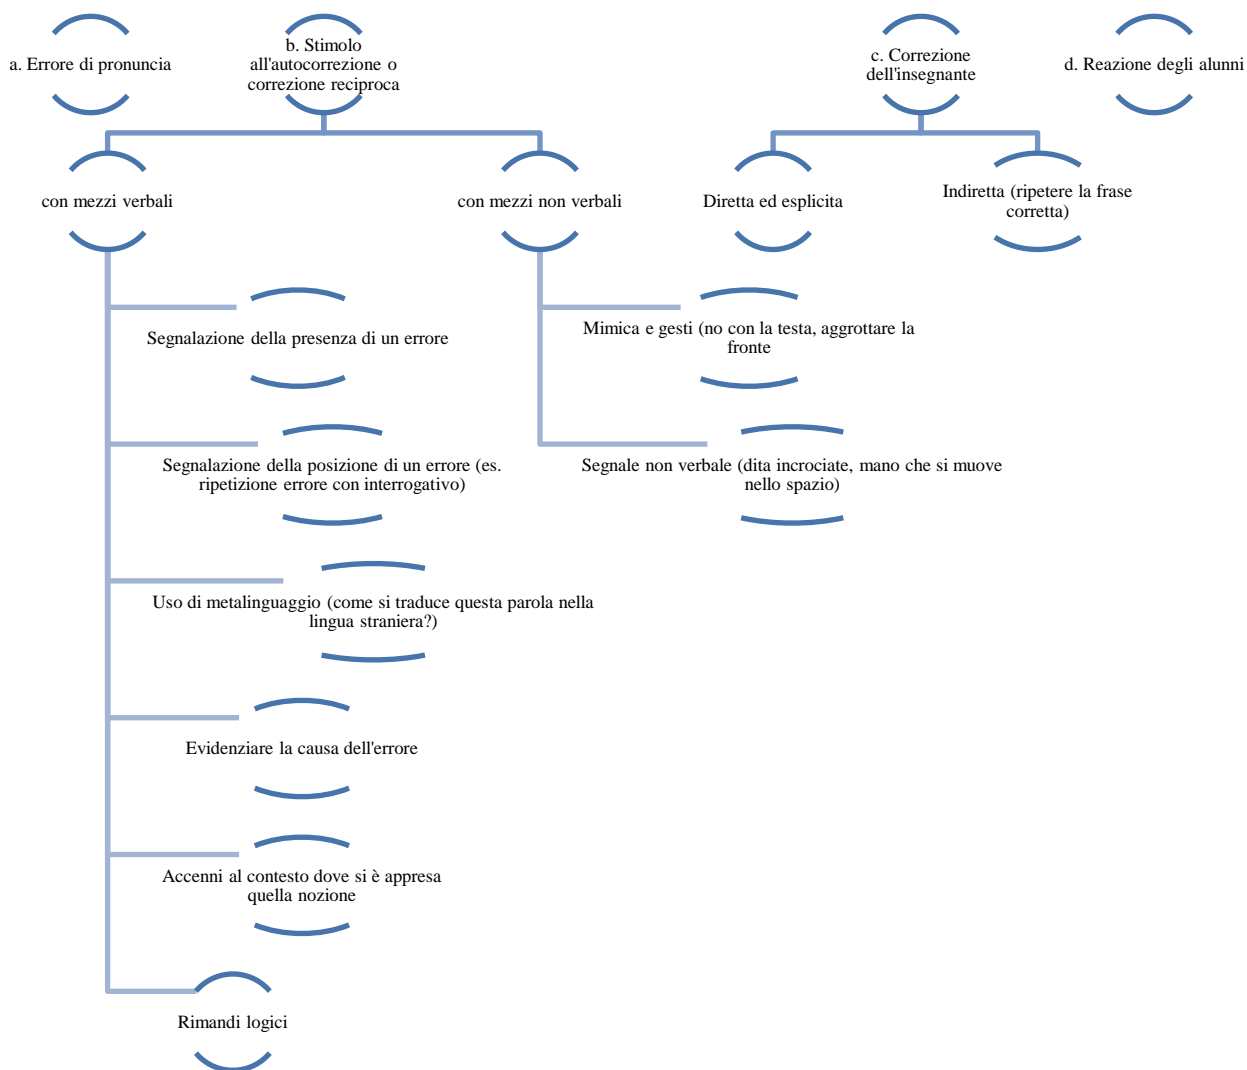 a. Errore di pronuncia
b. Stimolo
all'autocorrezione o
correzione reciproca
c. Correzione
dell'insegnante
d. Reazione degli alunni
con mezzi verbali
con mezzi non verbali
Diretta ed esplicita
Indiretta (ripetere la frase
corretta)
Segnalazione della presenza di un errore
Mimica e gesti (no con la testa, aggrottare la
fronte
Segnalazione della posizione di un errore (es.
ripetizione errore con interrogativo)
Segnale non verbale (dita incrociate, mano che si muove
nello spazio)
Uso di metalinguaggio (come si traduce questa parola nella
lingua straniera?)
Evidenziare la causa dell'errore
Accenni al contesto dove si è appresa
quella nozione
Rimandi logici